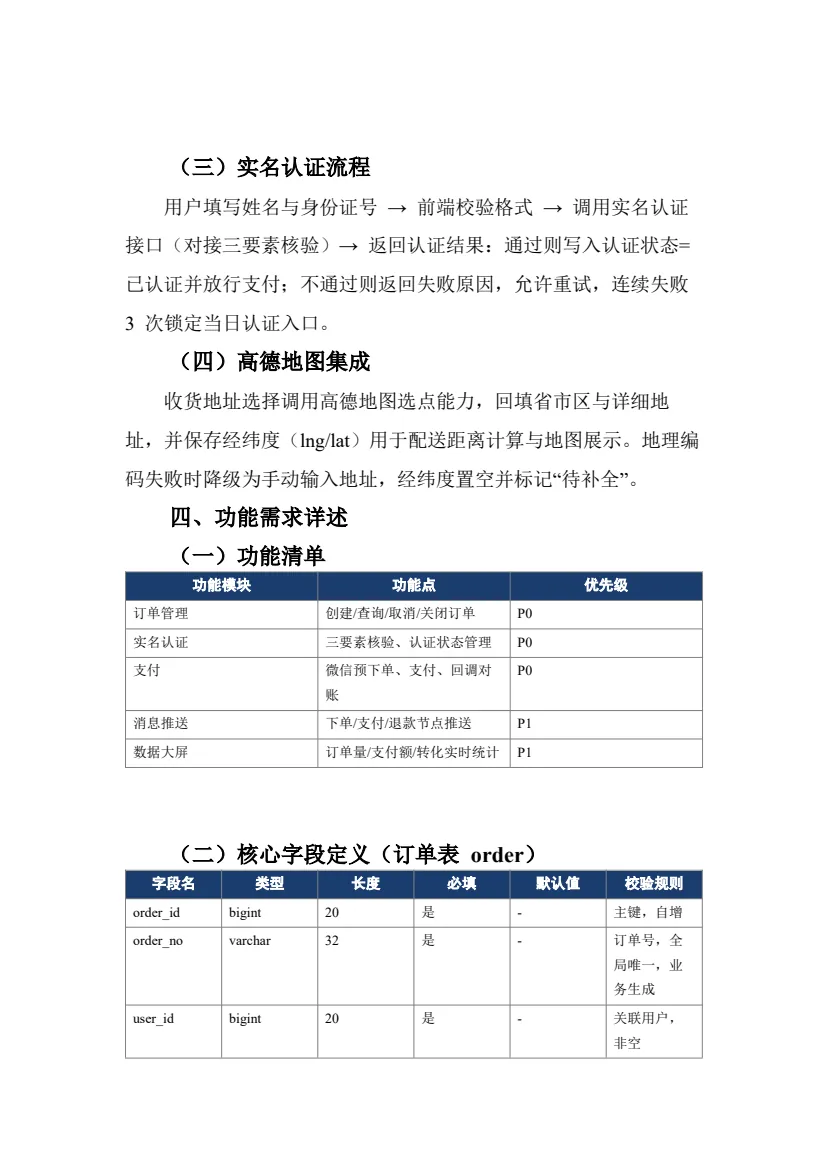 （三）实名认证流程
用户填写姓名与身份证号 → 前端校验格式 → 调用实名认证
接口（对接三要素核验）→ 返回认证结果：通过则写入认证状态=
已认证并放行支付；不通过则返回失败原因，允许重试，连续失败
3 次锁定当日认证入口。
（四）高德地图集成
收货地址选择调用高德地图选点能力，回填省市区与详细地
址，并保存经纬度（lng/lat）用于配送距离计算与地图展示。地理编
码失败时降级为手动输入地址，经纬度置空并标记“待补全”。
四、功能需求详述
（一）功能清单
功能模块 功能点 优先级
订单管理 创建/查询/取消/关闭订单 P0
实名认证 三要素核验、认证状态管理 P0
支付 微信预下单、支付、回调对 P0
账
消息推送 下单/支付/退款节点推送 P1
数据大屏 订单量/支付额/转化实时统计 P1
（二）核心字段定义（订单表 order）
字段名 类型 长度 必填 默认值 校验规则
order_id bigint 20 是 - 主键，自增
order_no varchar 32 是 - 订单号，全
局唯一，业
务生成
user_id bigint 20 是 - 关联用户，
非空